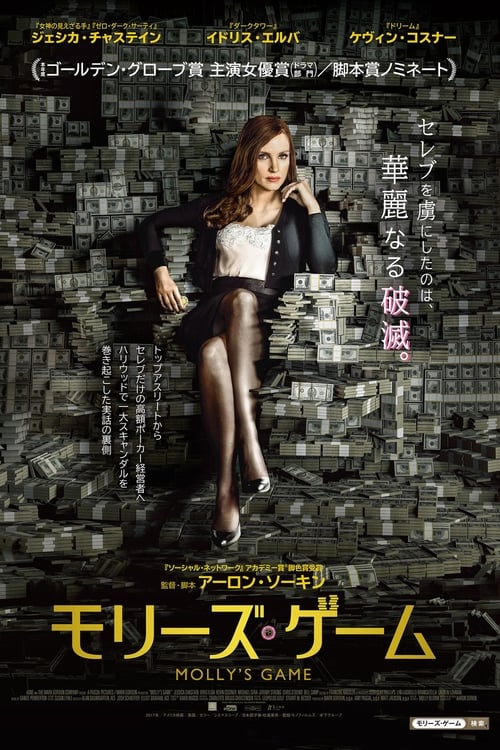 『女神の見えざる手』『ゼロ・ダーク・サーティ』
ジェシカ・チャステイン
『ダークタワー』
イドリス・エルバ
『ドリーム』
ケヴィン・コスナー
ゴールデン・グローブ賞 主演女優賞(ドラマ部門)/脚本賞ノミネート
セレブを虜にしたのは、
華麗なる破滅。
トップアスリートから
セレブだけの高額ポーカー経営者へ
ハリウッドで一大スキャンダルを
巻き起こした実話の裏側
『ソーシャル・ネットワーク』アカデミー賞®脚色賞受賞
監督・脚本 アーロン・ソーキン
モリーズ・ゲーム
MOLLY'S GAME
モリーズ・ゲーム 検索